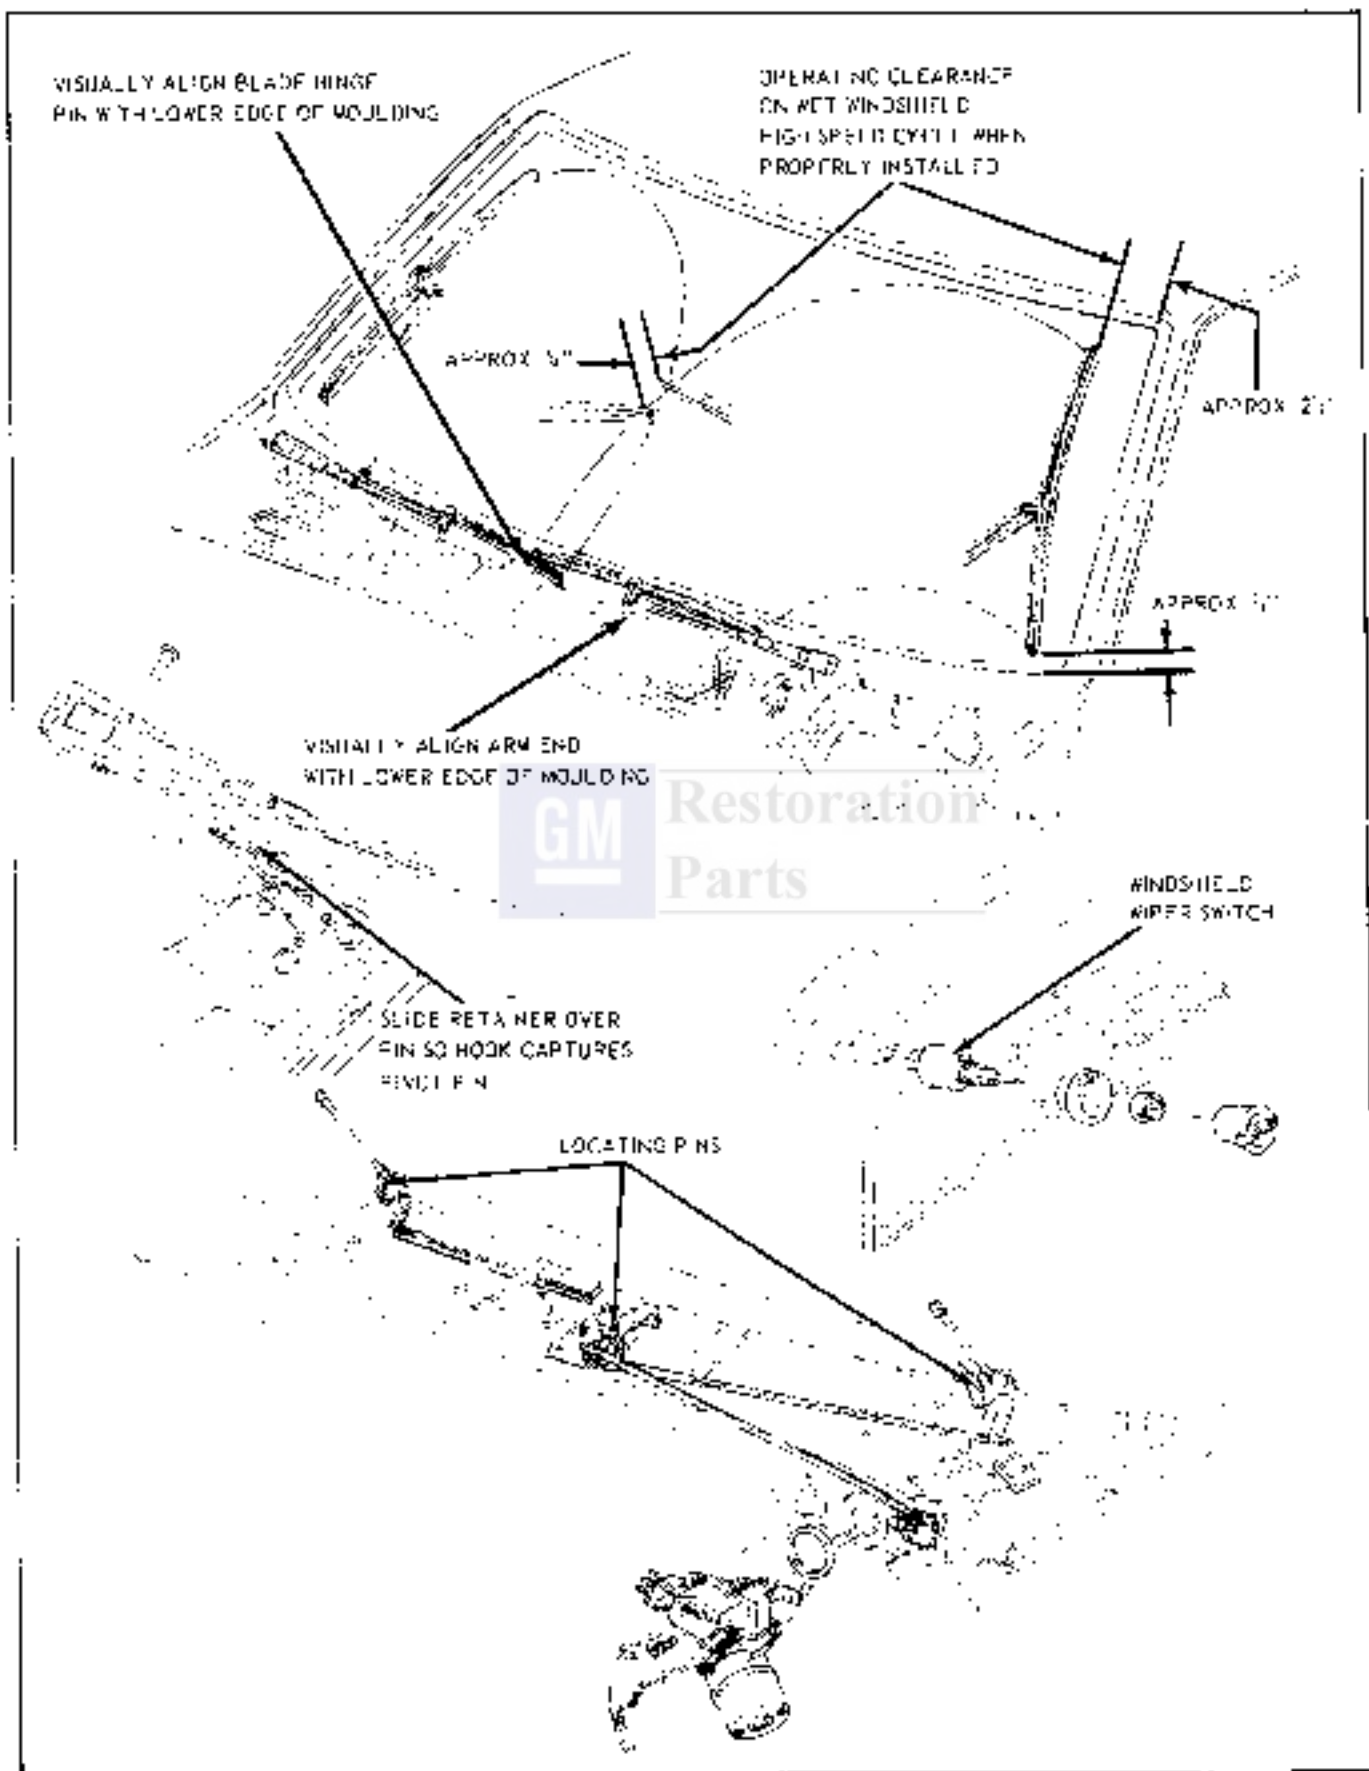 VISUALLY ALIGN BLADE HINGE
PIN WITH LOWER EDGE OF MOULDING
OPERATING CLEARANCE
ON WET WINDSHIELD
HIGH SPEED CYCLE WHEN
PROPERLY INSTALLED
APPROX
APPROX
APPROX
VISUALLY ALIGN ARM END
WITH LOWER EDGE OF MOULDING
GM Restoration
Parts
WINDSHIELD
WIPER SWITCH
SLIDE RETAINER OVER
PIN SO HOOK CAPTURES
PIVOT PIN
LOCATING PINS